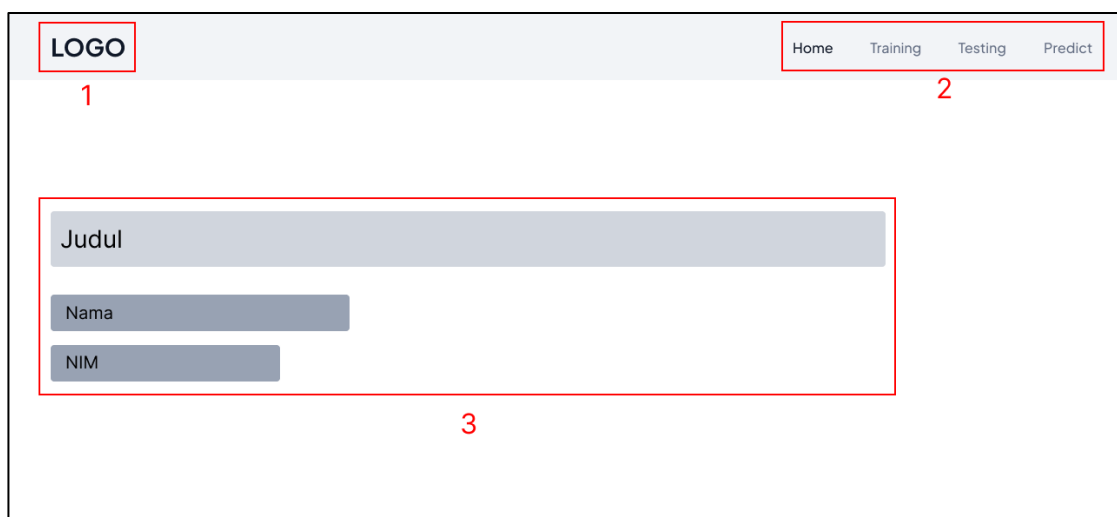 LOGO
Home Training Testing Predict
1
2
Judul
Nama
NIM
3